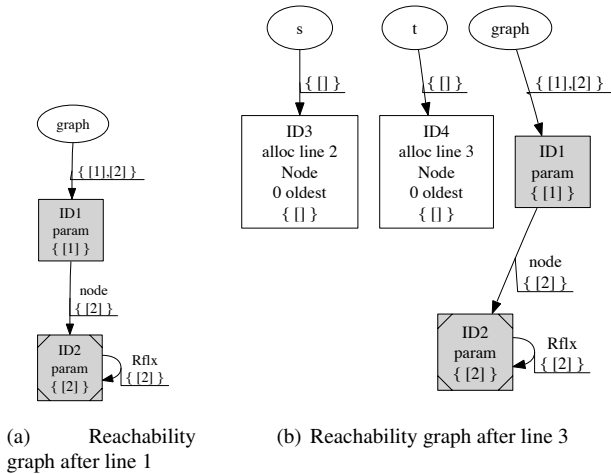 graph
{ [1],[2] }
ID1
param
{ [1] }
node
{ [2] }
ID2
param
{ [2] }
Rflx
{ [2] }
(a) Reachability
graph after line 1
s
t
graph
{ [] }
{ [] }
{ [1],[2] }
ID3
alloc line 2
Node
0 oldest
{ [] }
ID4
alloc line 3
Node
0 oldest
{ [] }
ID1
param
{ [1] }
node
{ [2] }
ID2
param
{ [2] }
Rflx
{ [2] }
(b) Reachability graph after line 3